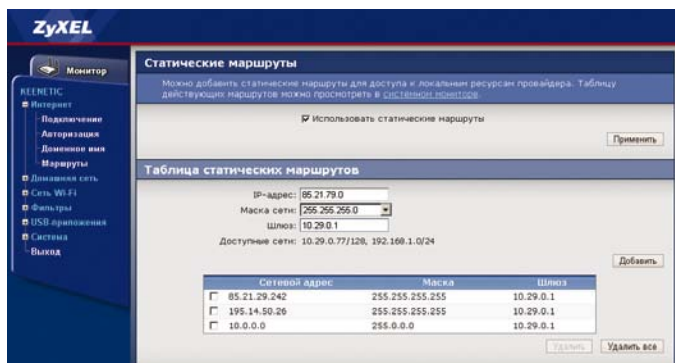 ZyXEL
Монитор
KEENETIC
Интернет
Подключение
Авторизация
Доменное имя
Маршруты
Домашняя сеть
Сеть Wi-Fi
Фильтры
USB приложения
Система
Выход
Статические маршруты
Можно добавить статические маршруты для доступа к локальным ресурсам провайдера. Таблицу
действующих маршрутов можно просмотреть в системном мониторе.
Использовать статические маршруты
Применить
Таблица статических маршрутов
IP-адрес: 85.21.79.0
Маска сети: 255.255.255.0
Шлюз: 10.29.0.1
Доступные сети: 10.29.0.77/128, 192.168.1.0/24
Добавить
Сетевой адрес Маска Шлюз
85.21.29.242 255.255.255.255 10.29.0.1
195.14.50.26 255.255.255.255 10.29.0.1
10.0.0.0 255.0.0.0 10.29.0.1
Удалить Удалить все